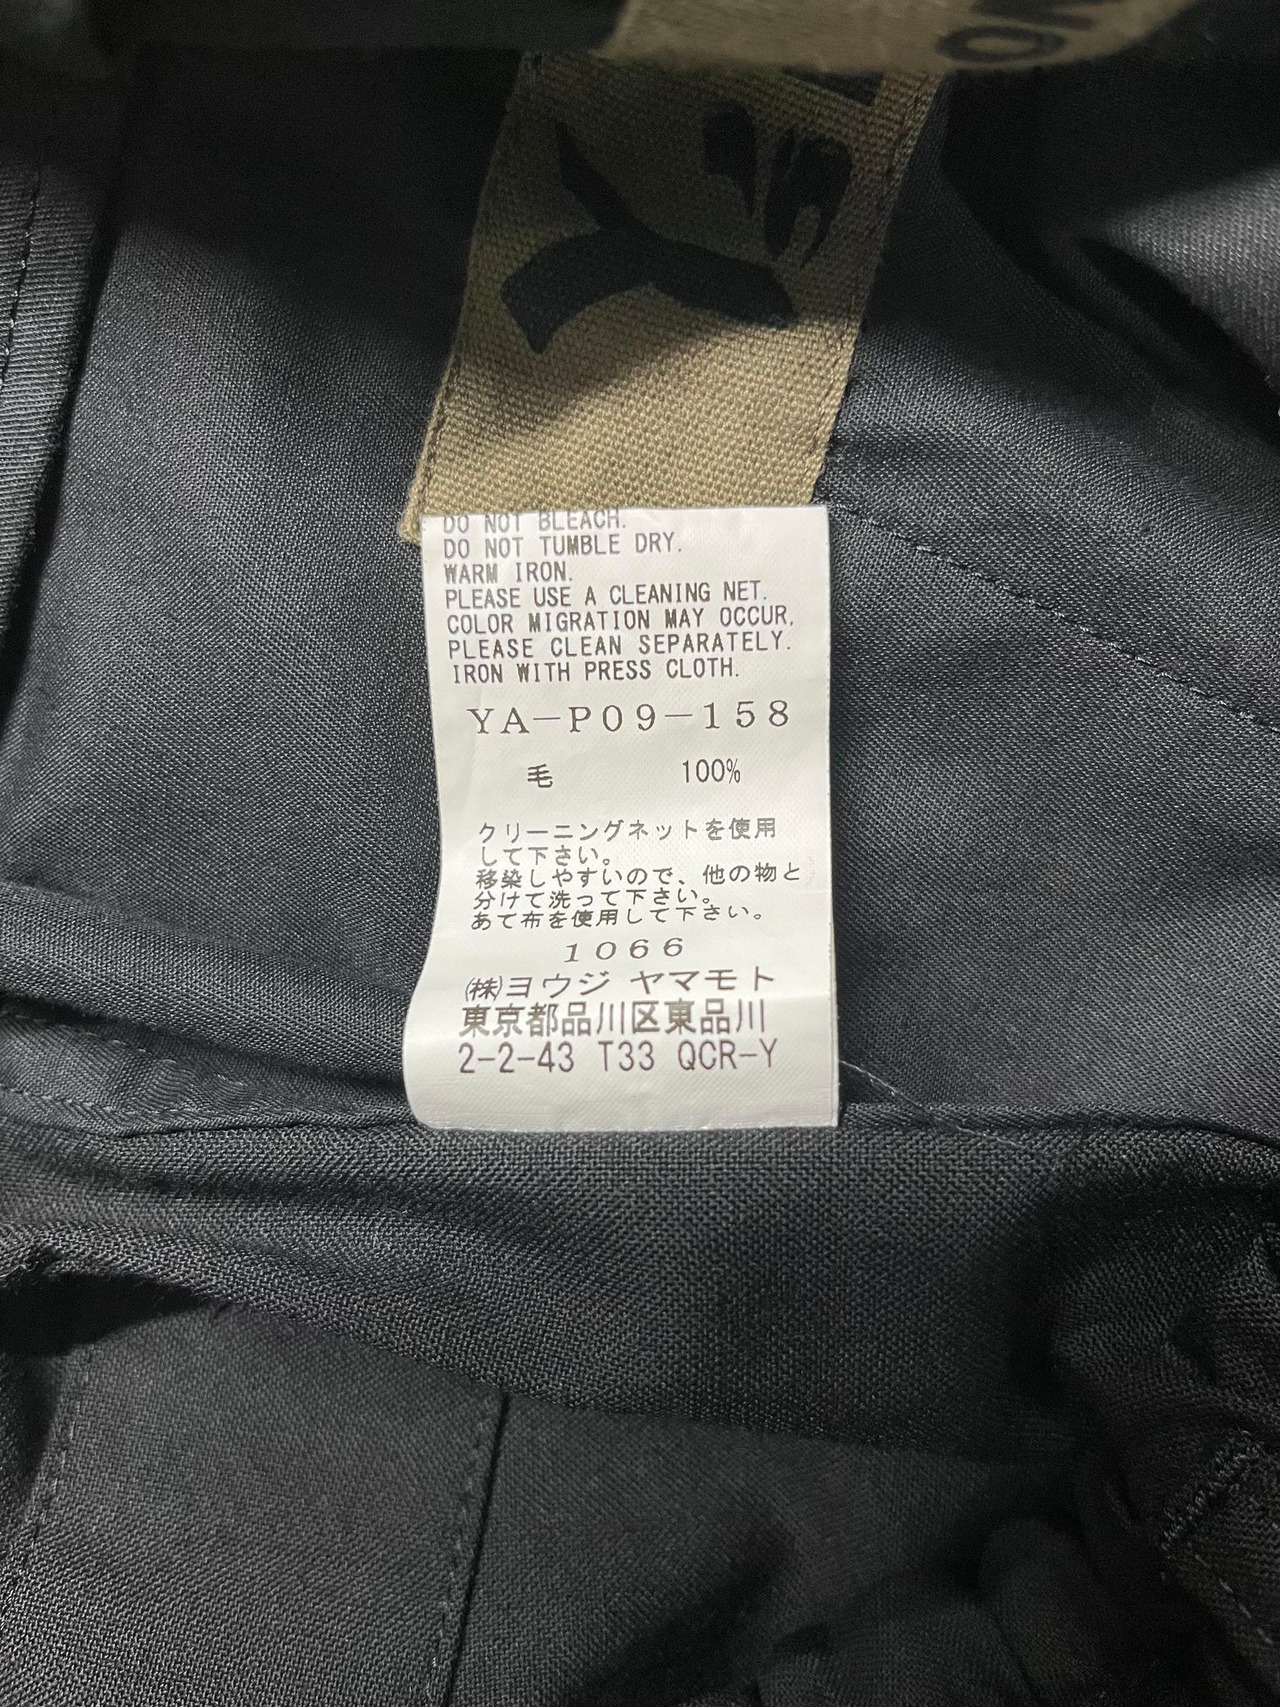 DO NOT BLEACH.
DO NOT TUMBLE DRY.
WARM IRON.
PLEASE USE A CLEANING NET.
COLOR MIGRATION MAY OCCUR.
PLEASE CLEAN SEPARATELY.
IRON WITH PRESS CLOTH.
YA-P09-158
毛 100%
クリーニングネットを使用
して下さい。
移染しやすいので、他の物と
分けて洗って下さい。
あて布を使用して下さい。
1066
㈱ヨウジ ヤマモト
東京都品川区東品川
2-2-43 T33 QCR-Y